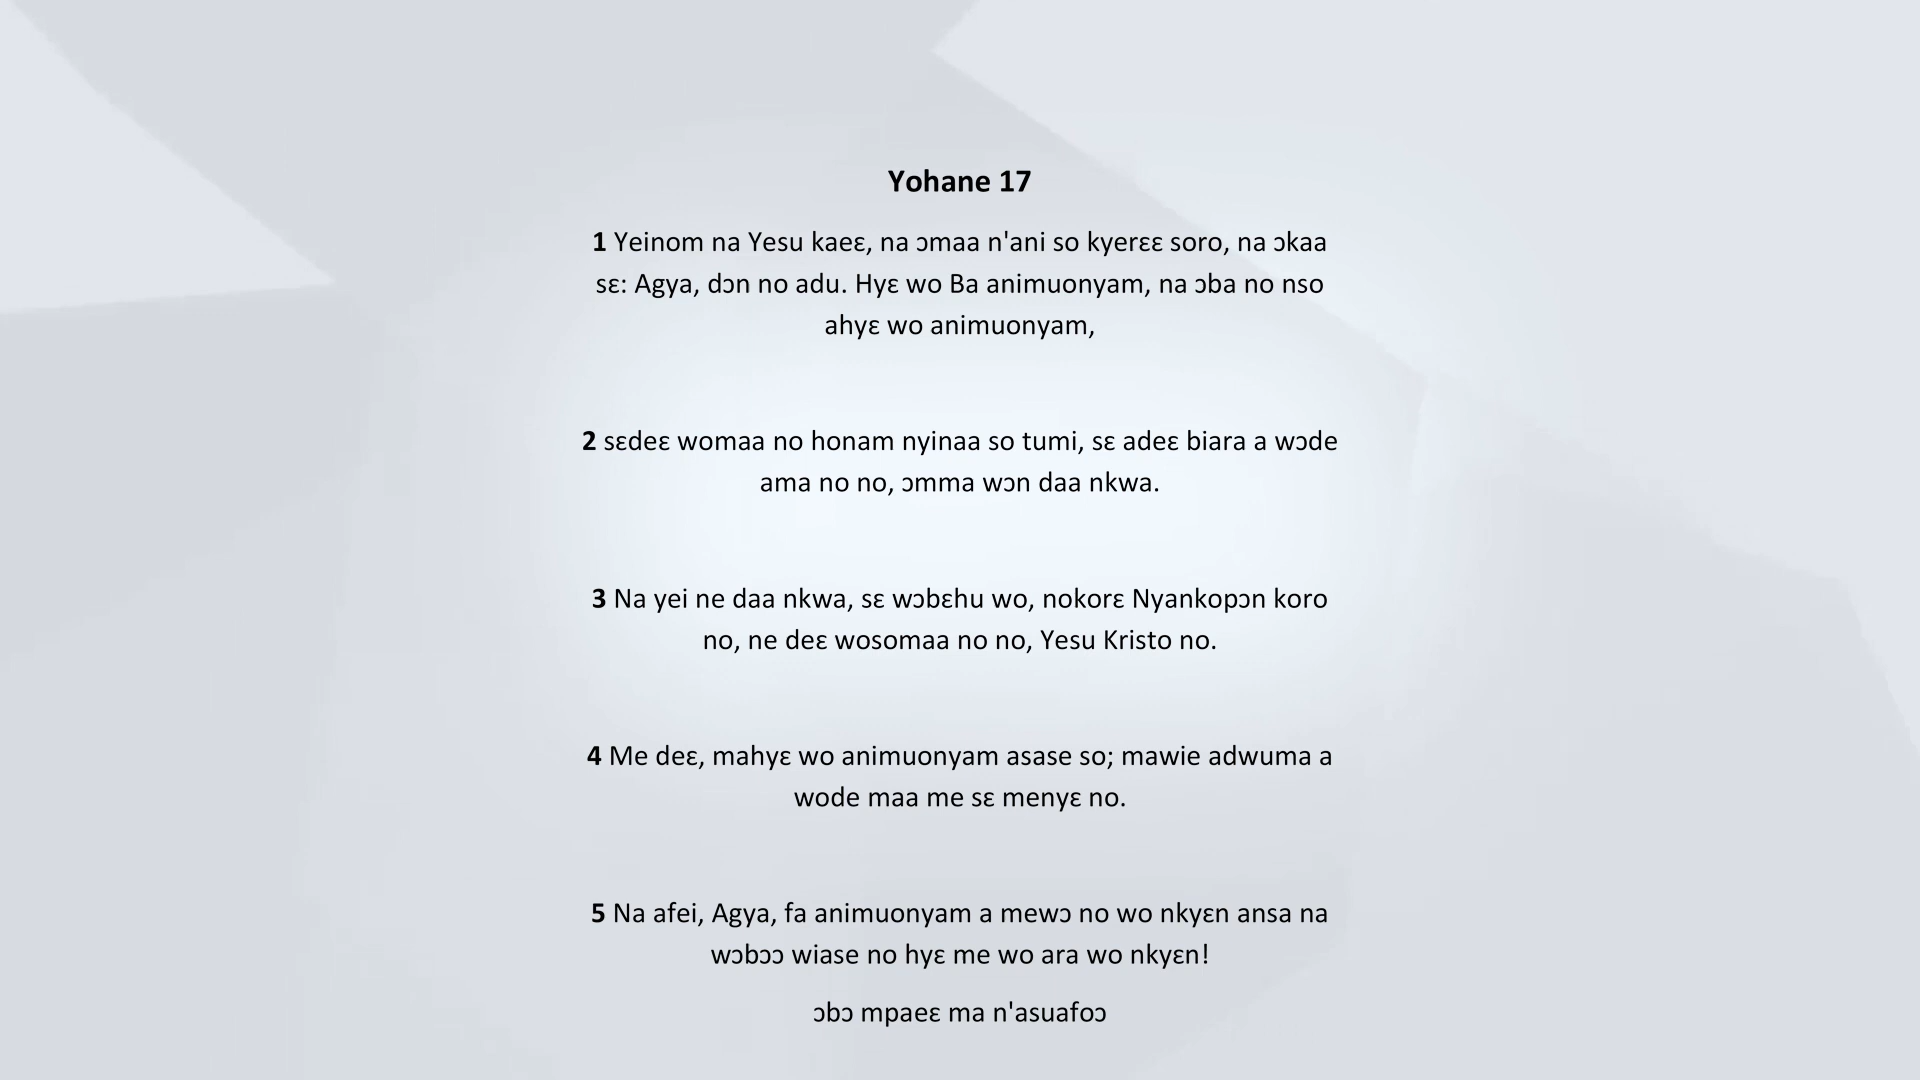 Yohane 17
1 Yeinom na Yesu kaeɛ, na ɔmaa n'ani so kyerɛɛ soro, na ɔkaa
sɛ: Agya, dɔn no adu. Hyɛ wo Ba animuonyam, na ɔba no nso
ahyɛ wo animuonyam,
2 sɛdeɛ womaa no honam nyinaa so tumi, sɛ adeɛ biara a wɔde
ama no no, ɔmma wɔn daa nkwa.
3 Na yei ne daa nkwa, sɛ wɔbɛhu wo, nokorɛ Nyankopɔn koro
no, ne deɛ wosomaa no no, Yesu Kristo no.
4 Me deɛ, mahyɛ wo animuonyam asase so; mawie adwuma a
wode maa me sɛ menyɛ no.
5 Na afei, Agya, fa animuonyam a mewɔ no wo nkyɛn ansa na
wɔbɔɔ wiase no hyɛ me wo ara wo nkyɛn!
ɔbɔ mpaeɛ ma n'asuafoɔ